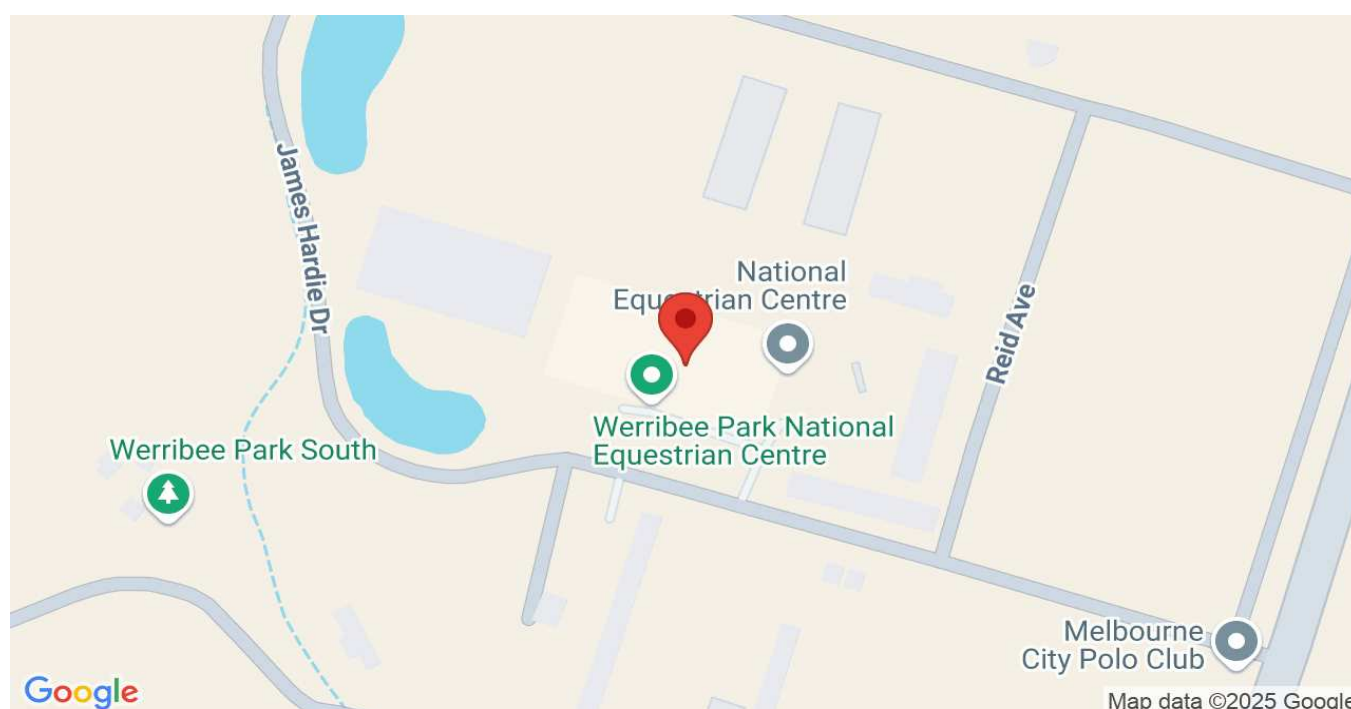 James Hardie Dr
National
Equestrian Centre
Reid Ave
Werribee Park National
Equestrian Centre
Werribee Park South
Melbourne
City Polo Club
Google
Map data ©2025 Google